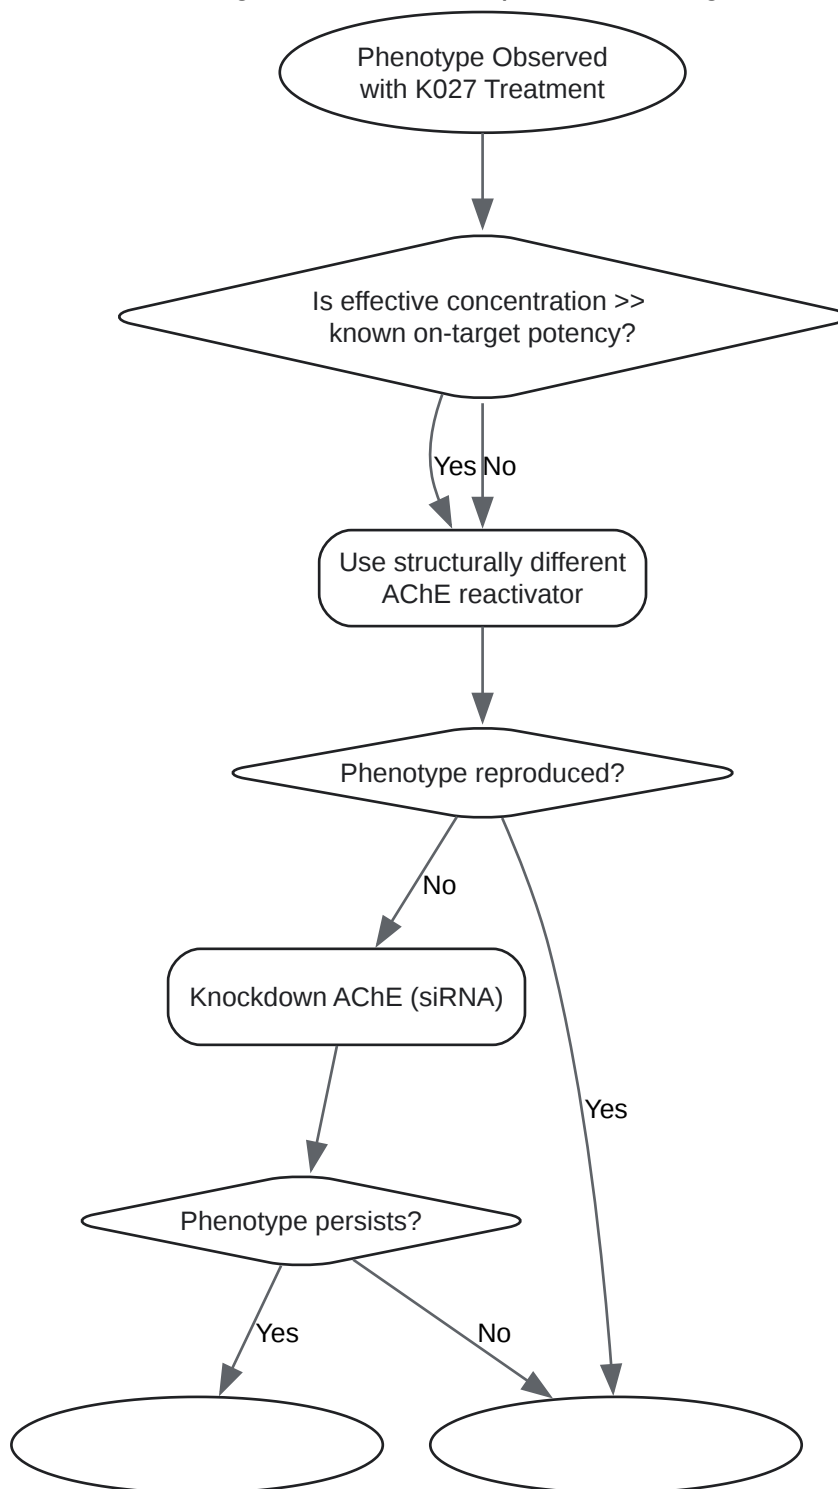 Phenotype Observed
with K027 Treatment
Is effective concentration >>
known on-target potency?
Yes
No
Use structurally different
AChE reactivator
Phenotype reproduced?
No
Knockdown AChE (siRNA)
Yes
Phenotype persists?
Yes
No